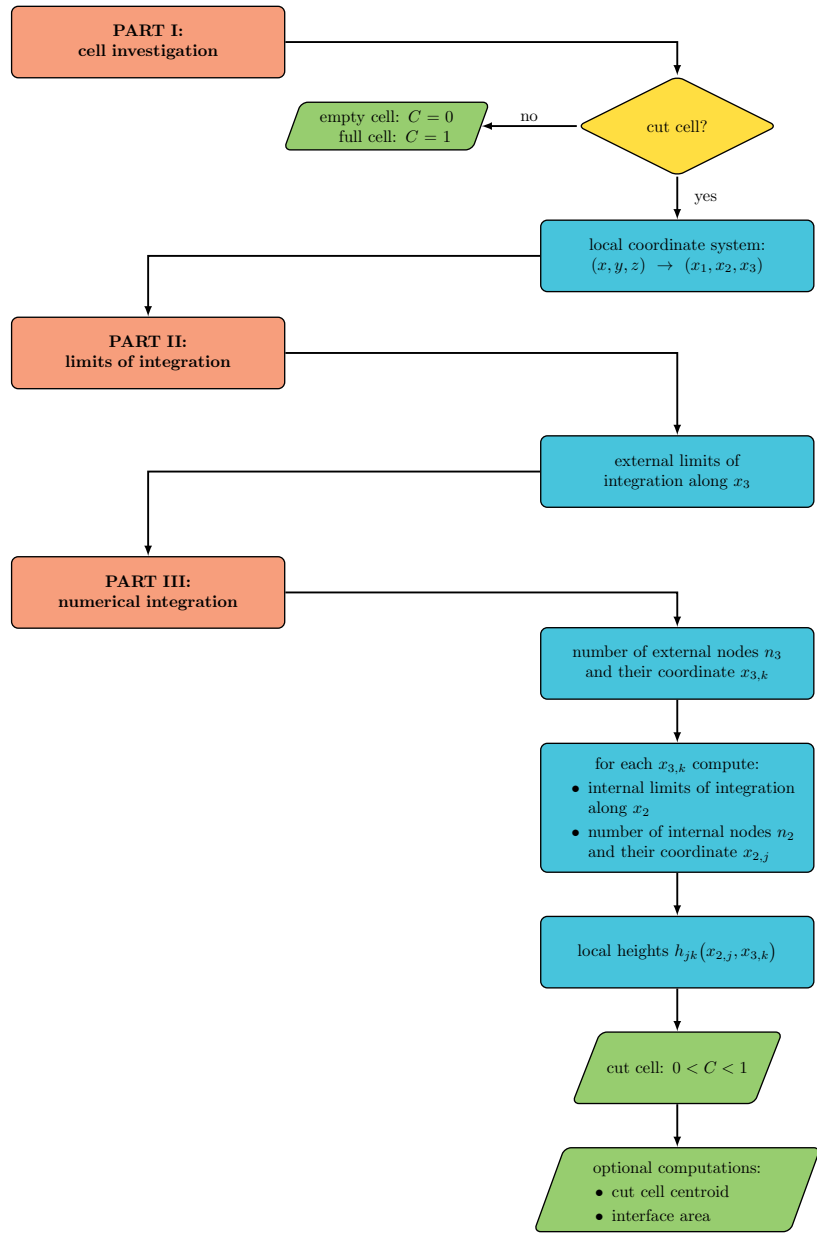 PART I:
cell investigation
cut cell?
no
empty cell: C = 0
full cell: C = 1
yes
local coordinate system:
(x, y, z) → (x₁, x₂, x₃)
PART II:
limits of integration
external limits of
integration along x₃
PART III:
numerical integration
number of external nodes n₃
and their coordinate x₃,ₖ
for each x₃,ₖ compute:
• internal limits of integration
along x₂
• number of internal nodes n₂
and their coordinate x₂,ⱼ
local heights hⱼₖ(x₂,ⱼ, x₃,ₖ)
cut cell: 0 < C < 1
optional computations:
• cut cell centroid
• interface area